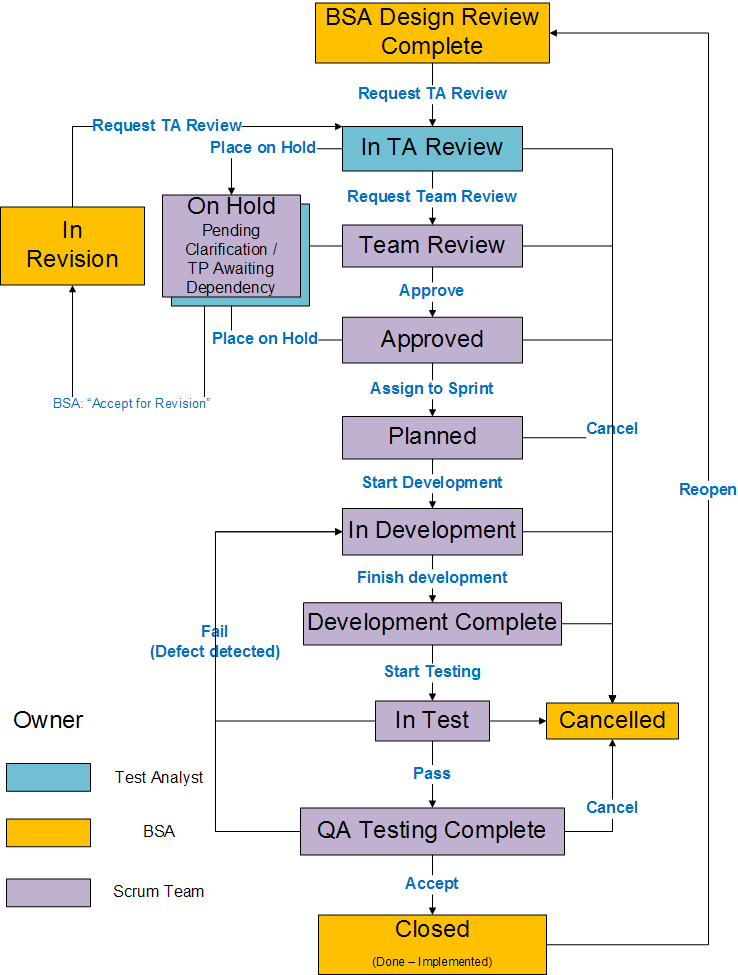 BSA Design Review
Complete
Request TA Review
Request TA Review
Place on Hold
In TA Review
Request Team Review
On Hold
Pending
Clarification /
TP Awaiting
Dependency
In
Revision
Team Review
Approve
Place on Hold
Approved
Assign to Sprint
BSA: “Accept for Revision”
Planned
Cancel
Start Development
Reopen
In Development
Finish development
Development Complete
Fail
(Defect detected)
Start Testing
In Test
Cancelled
Owner
Pass
Test Analyst
Cancel
BSA
QA Testing Complete
Accept
Scrum Team
Closed
(Done – Implemented)